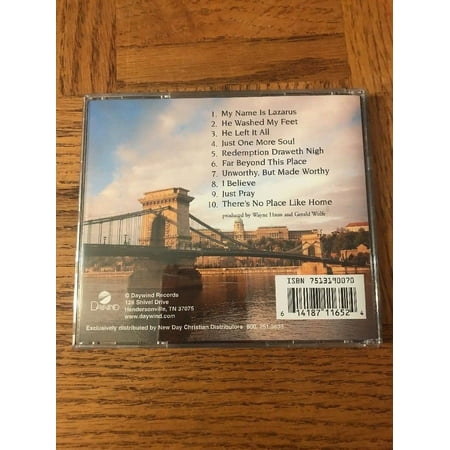 1. My Name Is Lazarus
2. He Washed My Feet
3. He Left It All
4. Just One More Soul
5. Redemption Draweth Nigh
6. Far Beyond This Place
7. Unworthy, But Made Worthy
8. I Believe
9. Just Pray
10. There's No Place Like Home
produced by Wayne Haun and Gerald Wolfe
ISBN 7513190070
DAYWIND
© Daywind Records
128 Shivel Drive
Hendersonville, TN 37075
www.daywind.com
6 14187 11652 4
Exclusively distributed by New Day Christian Distributors